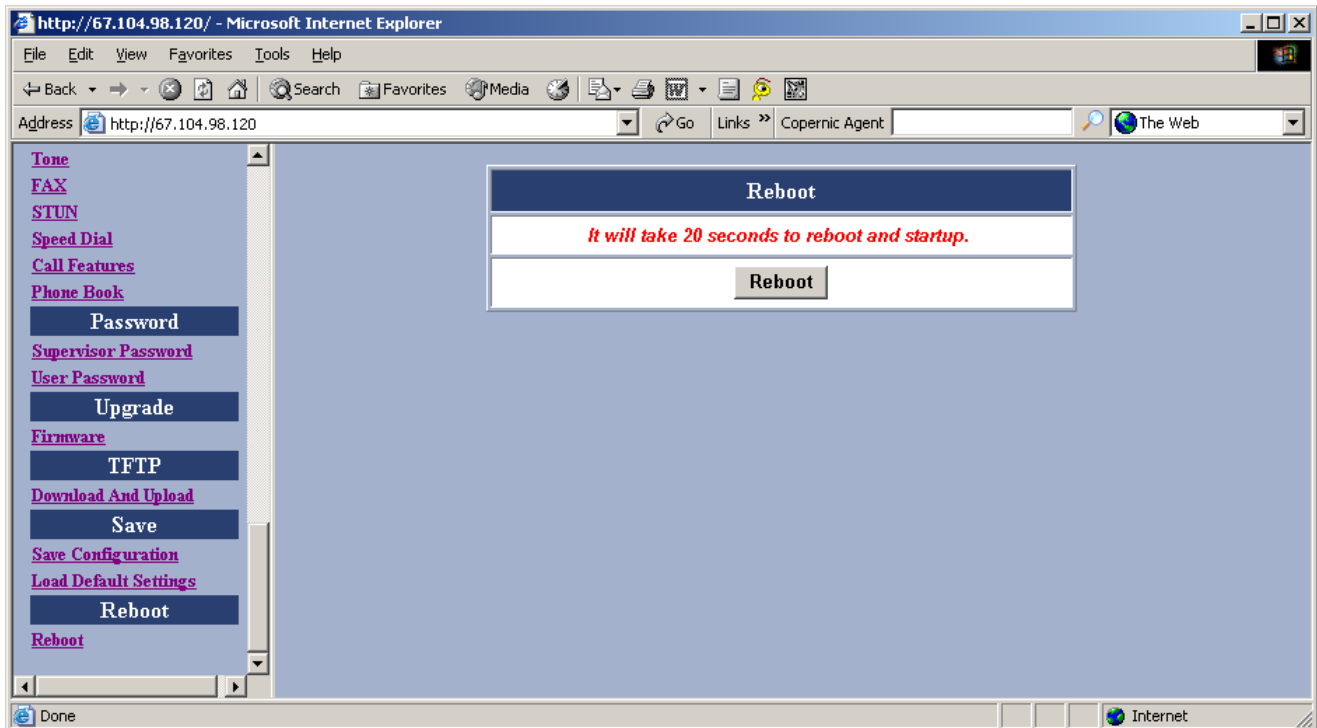 http://67.104.98.120/ - Microsoft Internet Explorer
File Edit View Favorites Tools Help
Back Search Favorites Media
Address http://67.104.98.120 Go Links » Copernic Agent The Web
Tone
FAX
STUN
Speed Dial
Call Features
Phone Book
Password
Supervisor Password
User Password
Upgrade
Firmware
TFTP
Download And Upload
Save
Save Configuration
Load Default Settings
Reboot
Reboot
Reboot
It will take 20 seconds to reboot and startup.
Reboot
Done Internet